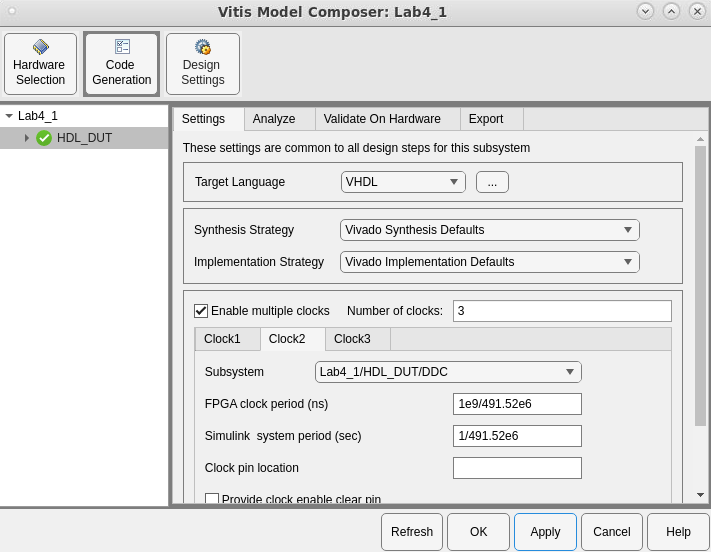 Vitis Model Composer: Lab4_1
Hardware Selection
Code Generation
Design Settings
Lab4_1
HDL_DUT
Settings Analyze Validate On Hardware Export
These settings are common to all design steps for this subsystem
Target Language VHDL ...
Synthesis Strategy Vivado Synthesis Defaults
Implementation Strategy Vivado Implementation Defaults
Enable multiple clocks Number of clocks: 3
Clock1 Clock2 Clock3
Subsystem Lab4_1/HDL_DUT/DDC
FPGA clock period (ns) 1e9/491.52e6
Simulink system period (sec) 1/491.52e6
Clock pin location
Provide clock enable clear pin
Refresh OK Apply Cancel Help